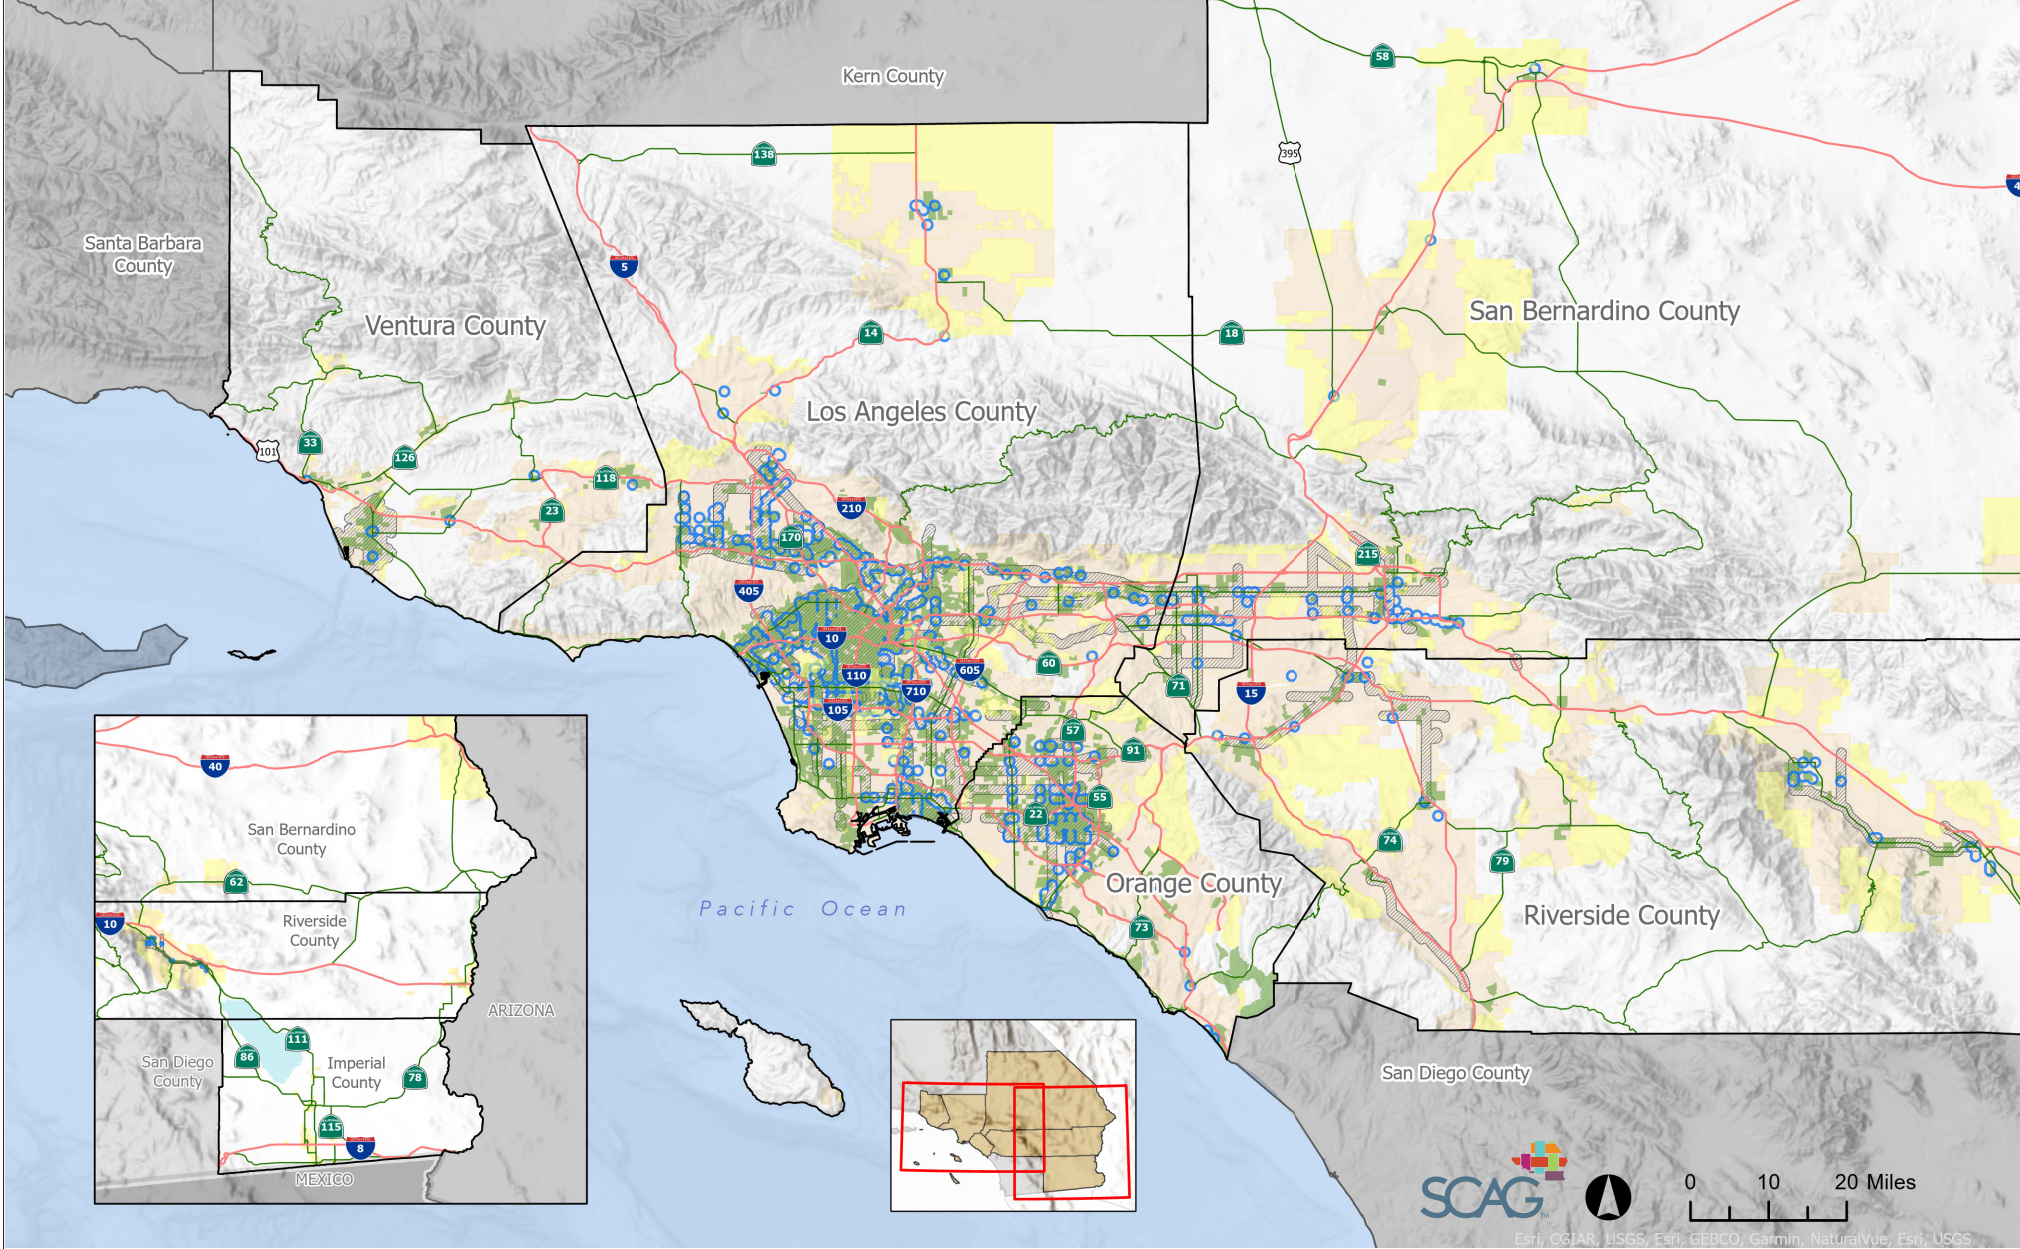 Kern County
58
395
138
4
Santa Barbara
County
5
San Bernardino County
Ventura County
14
18
Los Angeles County
33
101
126
118
23
210
170
215
405
10
110
605
60
71
15
710
105
57
91
55
22
74
79
Orange County
73
Riverside County
Pacific Ocean
40
San Bernardino
County
62
10
Riverside
County
ARIZONA
111
86
San Diego
County
Imperial
County
78
115
8
MEXICO
San Diego County
SCAG
TM
0 10 20 Miles
Esri, CGIAR, USGS, Esri, GEBCO, Garmin, NaturalVue, Esri, USGS